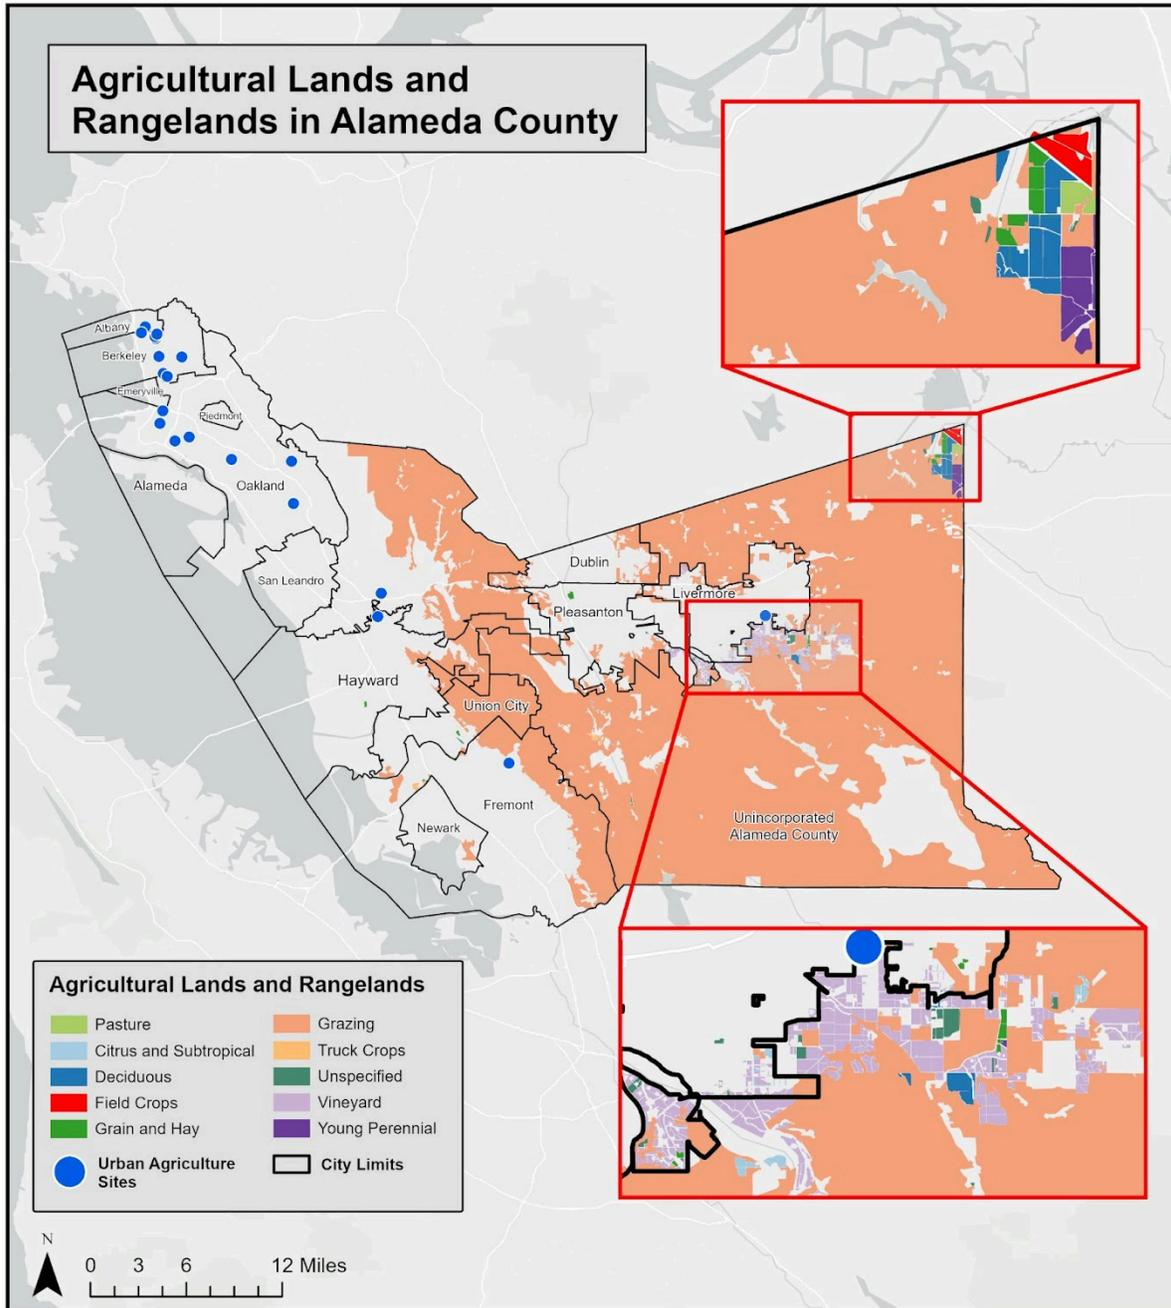 Agricultural Lands and
Rangelands in Alameda County
Albany
Berkeley
Emeryville
Piedmont
Alameda
Oakland
San Leandro
Dublin
Livermore
Pleasanton
Hayward
Union City
Fremont
Newark
Unincorporated
Alameda County
Agricultural Lands and Rangelands
Pasture
Citrus and Subtropical
Deciduous
Field Crops
Grain and Hay
Grazing
Truck Crops
Unspecified
Vineyard
Young Perennial
Urban Agriculture
Sites
City Limits
N
0 3 6 12 Miles